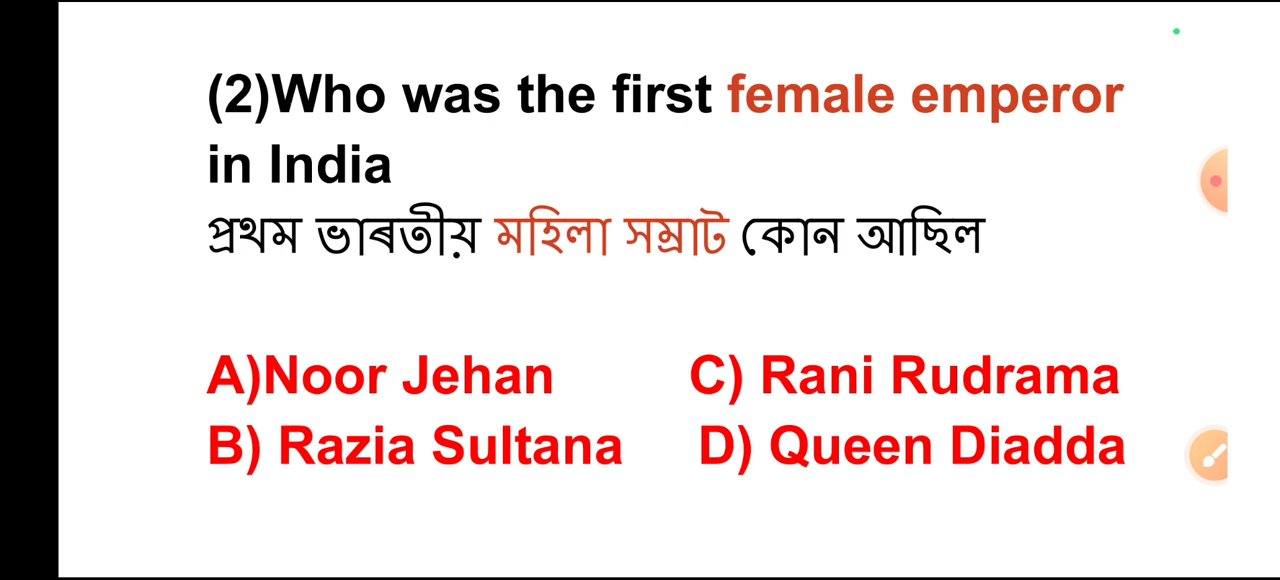 (2)Who was the first female emperor
in India
প্ৰথম ভাৰতীয় মহিলা সম্ৰাট কোন আছিল
A)Noor Jehan C) Rani Rudrama
B) Razia Sultana D) Queen Diadda